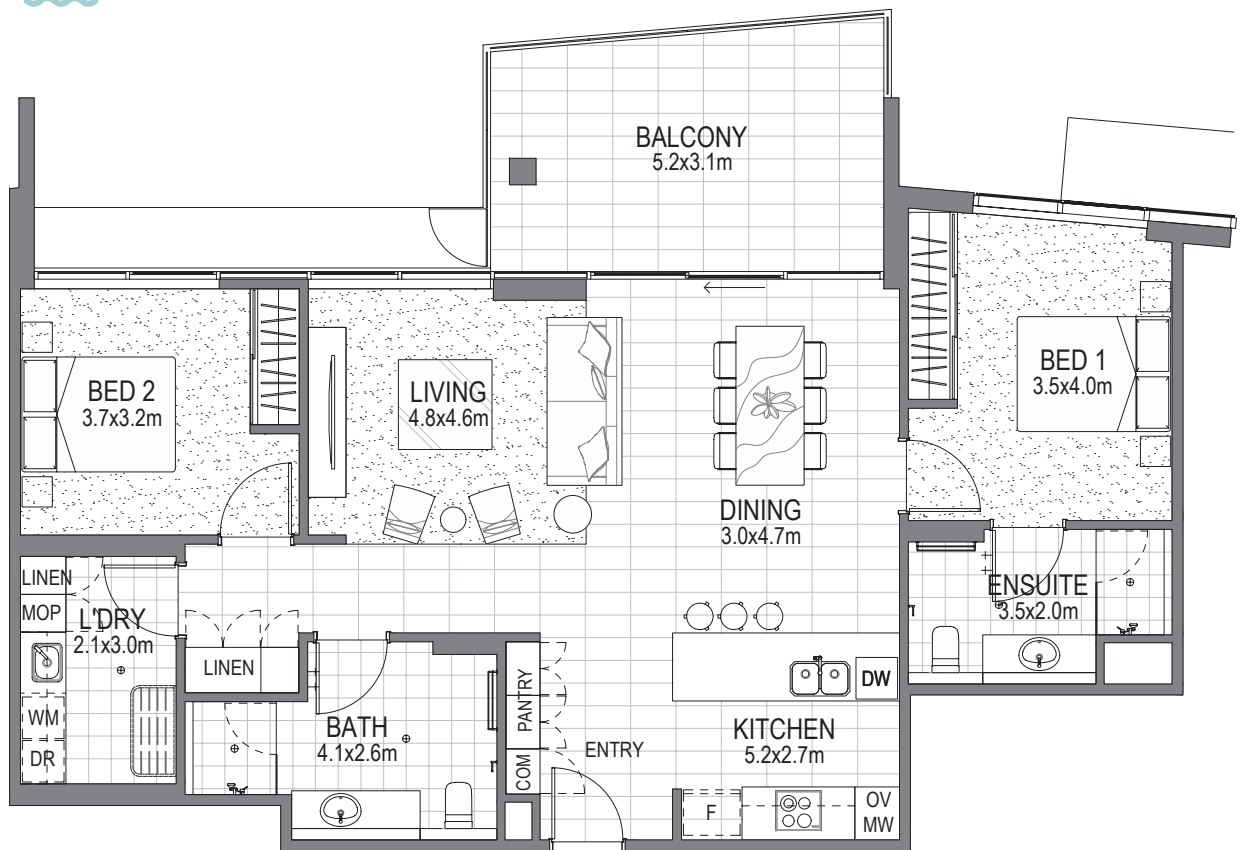 BALCONY
5.2x3.1m
BED 2
3.7x3.2m
LIVING
4.8x4.6m
BED 1
3.5x4.0m
DINING
3.0x4.7m
LINEN
MOP
L'DRY
2.1x3.0m
ENSUITE
3.5x2.0m
LINEN
WM
DR
BATH
4.1x2.6m
PANTRY
COM
ENTRY
KITCHEN
5.2x2.7m
DW
F
OV
MW